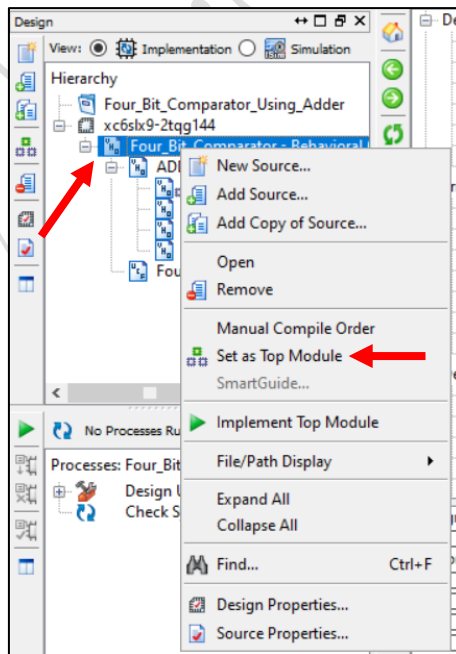 Design
View: Implementation Simulation
Hierarchy
Four_Bit_Comparator_Using_Adder
xc6slx9-2tqg144
Four_Bit_Comparator - Behavioral
New Source...
Add Source...
Add Copy of Source...
Open
Remove
Manual Compile Order
Set as Top Module
SmartGuide...
Implement Top Module
File/Path Display
Expand All
Collapse All
Find... Ctrl+F
Design Properties...
Source Properties...
No Processes Ru
Processes: Four_Bit
Design
Check S